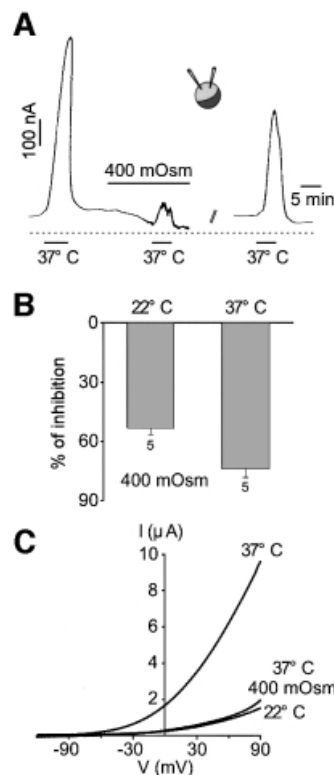 A
100 nA
400 mOsm
5 min
37° C 37° C 37° C
B
22° C 37° C
0
30
60
90
% of inhibition
5
5
400 mOsm
C
I (μ A)
10
8
6
4
2
37° C
37° C
400 mOsm
22° C
-90 -30 30 90
V (mV)